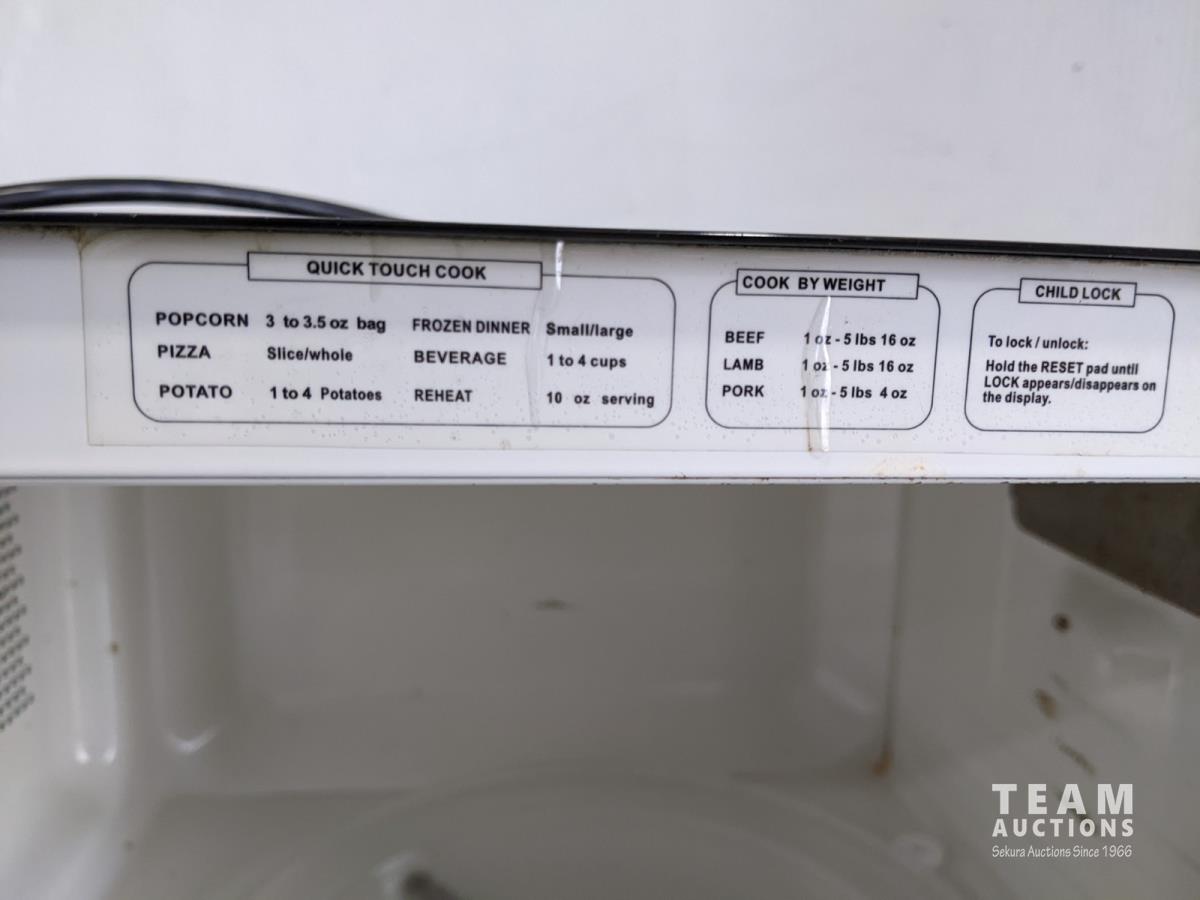 QUICK TOUCH COOK
POPCORN 3 to 3.5 oz bag FROZEN DINNER Small/large
PIZZA Slice/whole BEVERAGE 1 to 4 cups
POTATO 1 to 4 Potatoes REHEAT 10 oz serving
COOK BY WEIGHT
BEEF 1 oz - 5 lbs 16 oz
LAMB 1 oz - 5 lbs 16 oz
PORK 1 oz - 5 lbs 4 oz
CHILD LOCK
To lock / unlock:
Hold the RESET pad until
LOCK appears/disappears on
the display.
TEAM
AUCTIONS
Sekura Auctions Since 1966